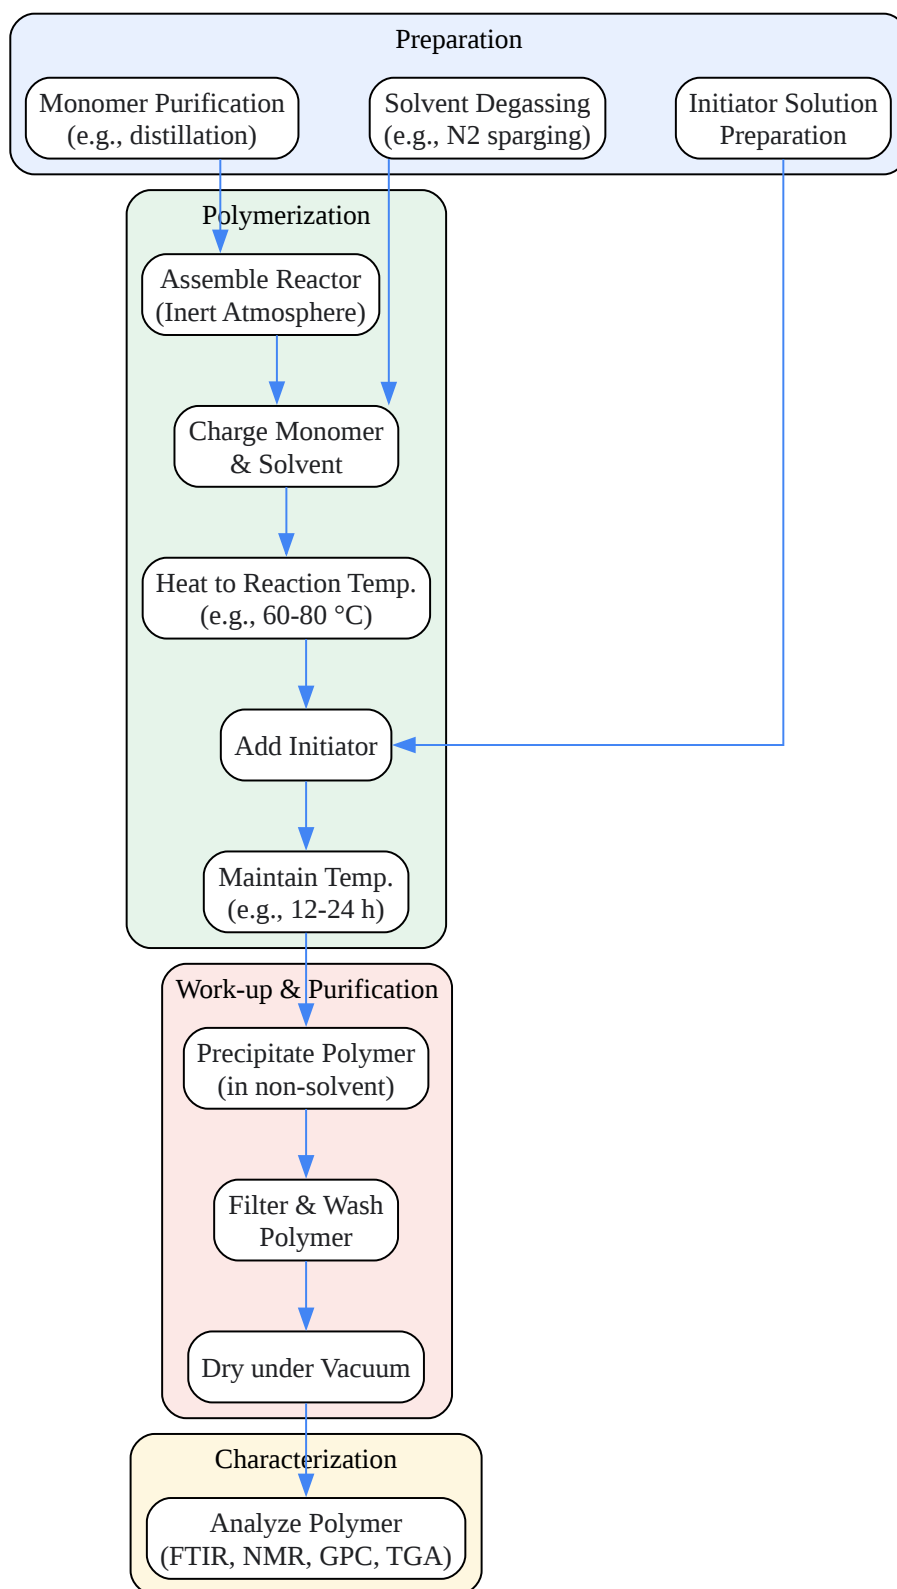 Preparation
Monomer Purification
(e.g., distillation)
Solvent Degassing
(e.g., N2 sparging)
Initiator Solution
Preparation
Polymerization
Assemble Reactor
(Inert Atmosphere)
Charge Monomer
& Solvent
Heat to Reaction Temp.
(e.g., 60-80 °C)
Add Initiator
Maintain Temp.
(e.g., 12-24 h)
Work-up & Purification
Precipitate Polymer
(in non-solvent)
Filter & Wash
Polymer
Dry under Vacuum
Characterization
Analyze Polymer
(FTIR, NMR, GPC, TGA)